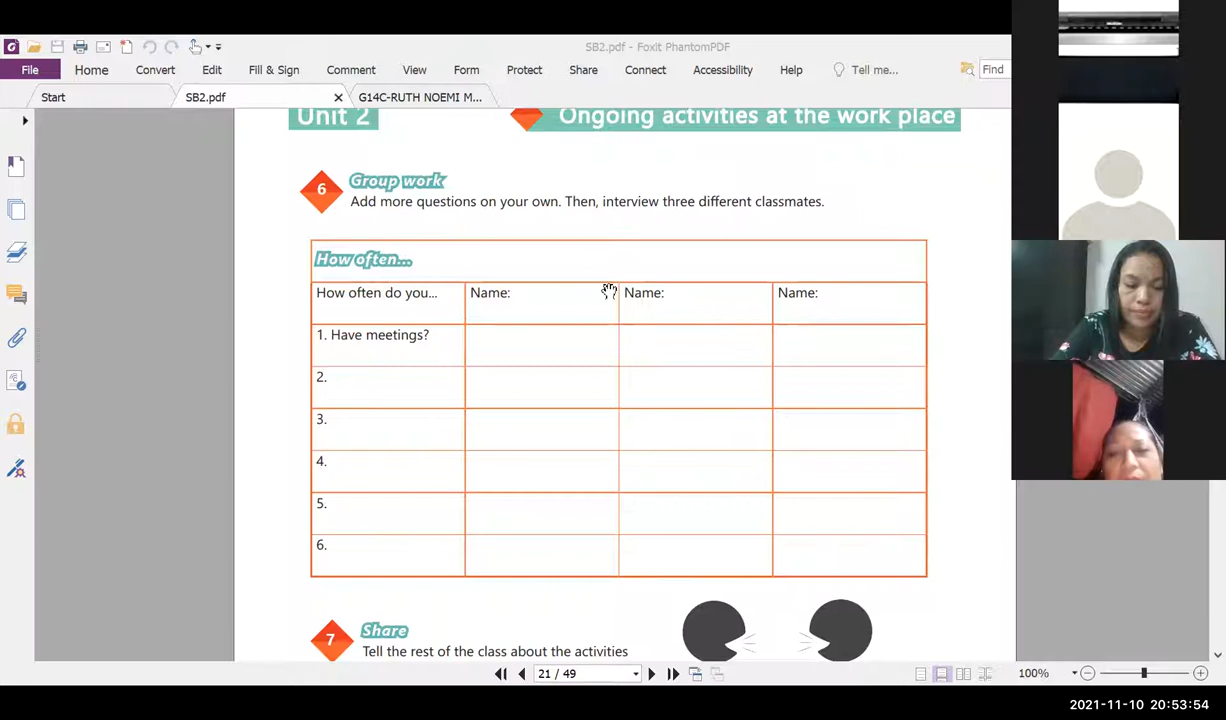 SB2.pdf - Foxit PhantomPDF
File Home Convert Edit Fill & Sign Comment View Form Protect Share Connect Accessibility Help Tell me... Find
Start SB2.pdf G14C-RUTH NOEMI M...
Unit 2 Ongoing activities at the work place
6 Group work
Add more questions on your own. Then, interview three different classmates.
How often...
How often do you... Name: Name: Name:
1. Have meetings?
2.
3.
4.
5.
6.
7 Share
Tell the rest of the class about the activities
21 / 49 100%
2021-11-10 20:53:54